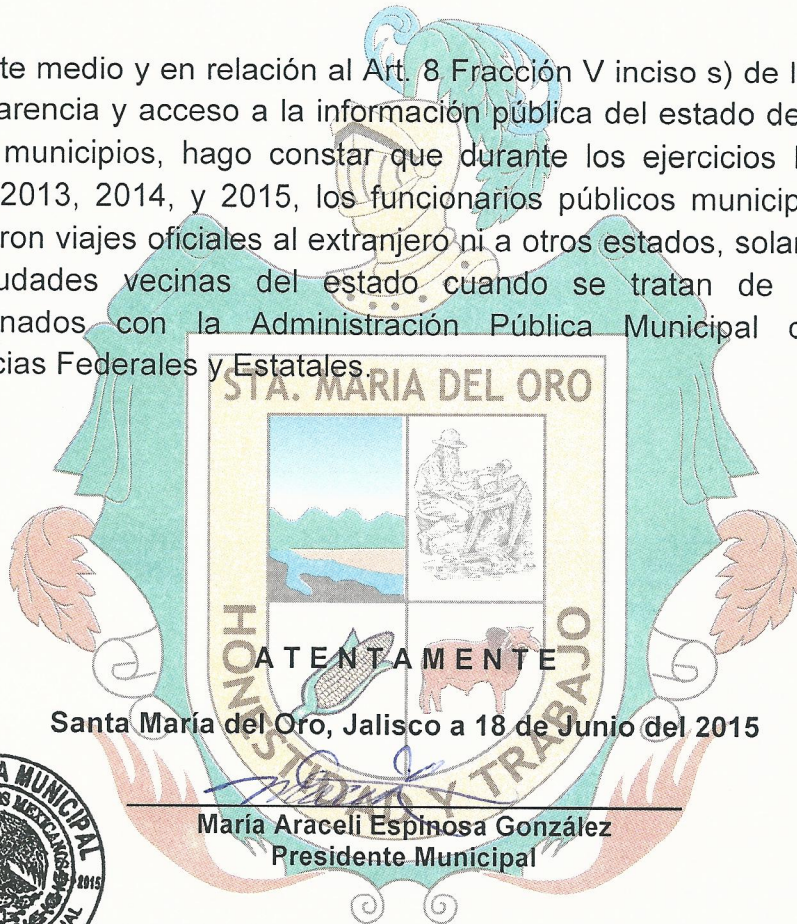 te medio y en relación al Art. 8 Fracción V inciso s) de l
arencia y acceso a la información pública del estado de
municipios, hago constar que durante los ejercicios
2013, 2014, y 2015, los funcionarios públicos municip
ron viajes oficiales al extranjero ni a otros estados, solar
udades vecinas del estado cuando se tratan de
nados con la Administración Pública Municipal
cias Federales y Estatales.
STA. MARIA DEL ORO
HONESTIDAD Y TRABAJO
ATENTAMENTE
Santa María del Oro, Jalisco a 18 de Junio del 2015
María Araceli Espinosa González
Presidente Municipal
A MUNICIPAL
OS MEXICANOS
2015